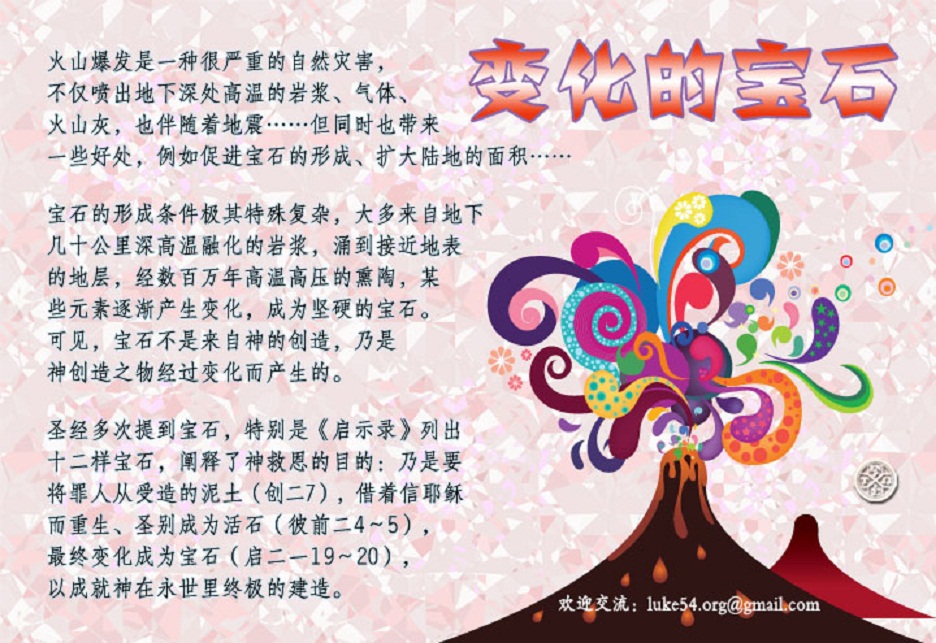 变化的宝石
火山爆发是一种很严重的自然灾害，
不仅喷出地下深处高温的岩浆、气体、
火山灰，也伴随着地震……但同时也带来
一些好处，例如促进宝石的形成、扩大陆地的面积……
宝石的形成条件极其特殊复杂，大多来自地下
几十公里深高温融化的岩浆，涌到接近地表
的地层，经数百万年高温高压的熏陶，某
些元素逐渐产生变化，成为坚硬的宝石。
可见，宝石不是来自神的创造，乃是
神创造之物经过变化而产生的。
圣经多次提到宝石，特别是《启示录》列出
十二样宝石，阐释了神救恩的目的：乃是要
将罪人从受造的泥土（创二7），借着信耶稣
而重生、圣别成为活石（彼前二4～5），
最终变化成为宝石（启二一19～20），
以成就神在永世里终极的建造。
欢迎交流：luke54.org@gmail.com